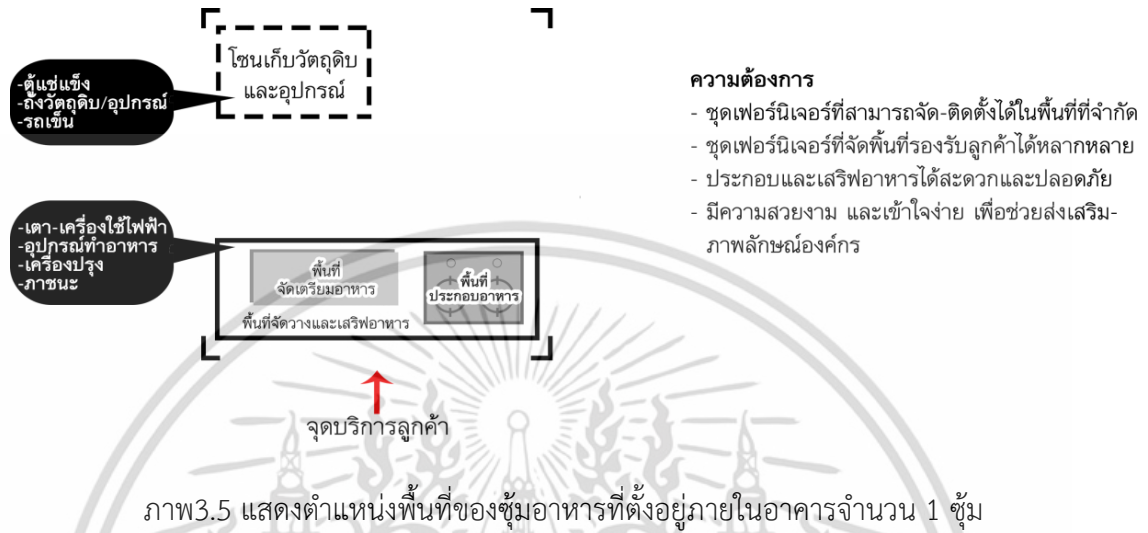 โซนเก็บวัตถุดิบ
และอุปกรณ์
-ตู้แช่แข็ง
-ถังวัตถุดิบ/อุปกรณ์
-รถเข็น
ความต้องการ
- ชุดเฟอร์นิเจอร์ที่สามารถจัด-ติดตั้งได้ในพื้นที่ที่จำกัด
- ชุดเฟอร์นิเจอร์ที่จัดพิ้นที่รองรับลูกค้าได้หลากหลาย
- ประกอบและเสริฟอาหารได้สะดวกและปลอดภัย
- มีความสวยงาม และเข้าใจง่าย เพื่อช่วยส่งเสริม-
ภาพลักษณ์องค์กร
-เตา-เครื่องใช้ไฟฟ้า
-อุปกรณ์ทำอาหาร
-เครื่องปรุง
-ภาชนะ
พื้นที่
จัดเตรียมอาหาร
พื้นที่
ประกอบอาหาร
พื้นที่จัดวางและเสริฟอาหาร
จุดบริการลูกค้า
ภาพ3.5 แสดงตำแหน่งพื้นที่ของซุ้มอาหารที่ตั้งอยู่ภายในอาคารจำนวน 1 ซุ้ม